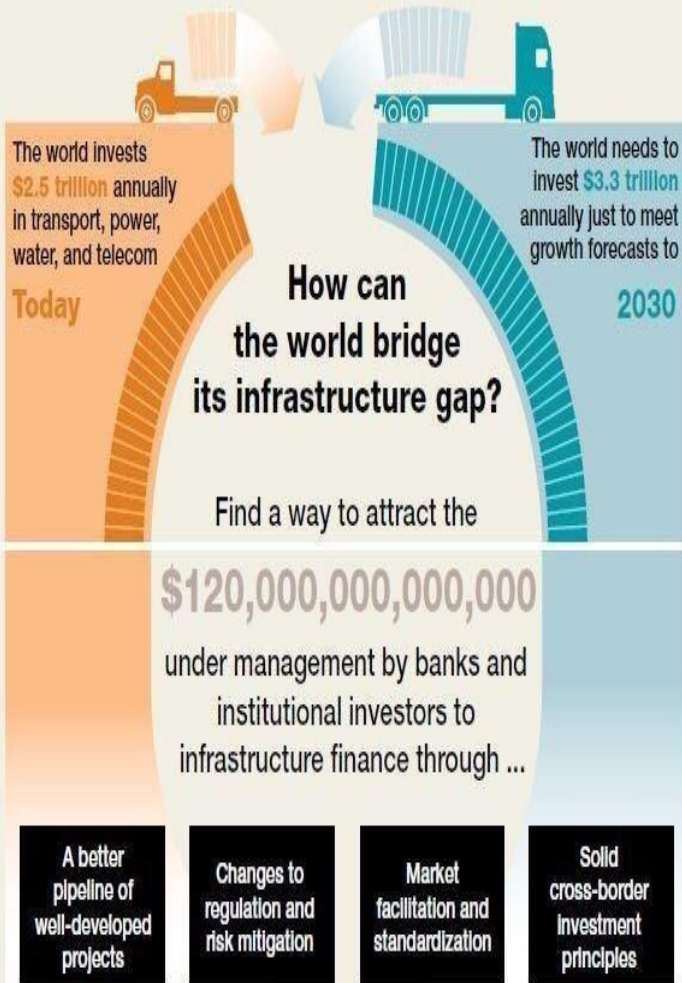 The world invests
$2.5 trillion annually
in transport, power,
water, and telecom
Today
The world needs to
invest $3.3 trillion
annually just to meet
growth forecasts to
2030
How can
the world bridge
its infrastructure gap?
Find a way to attract the
$120,000,000,000,000
under management by banks and
institutional investors to
infrastructure finance through ...
A better
pipeline of
well-developed
projects
Changes to
regulation and
risk mitigation
Market
facilitation and
standardization
Solid
cross-border
investment
principles